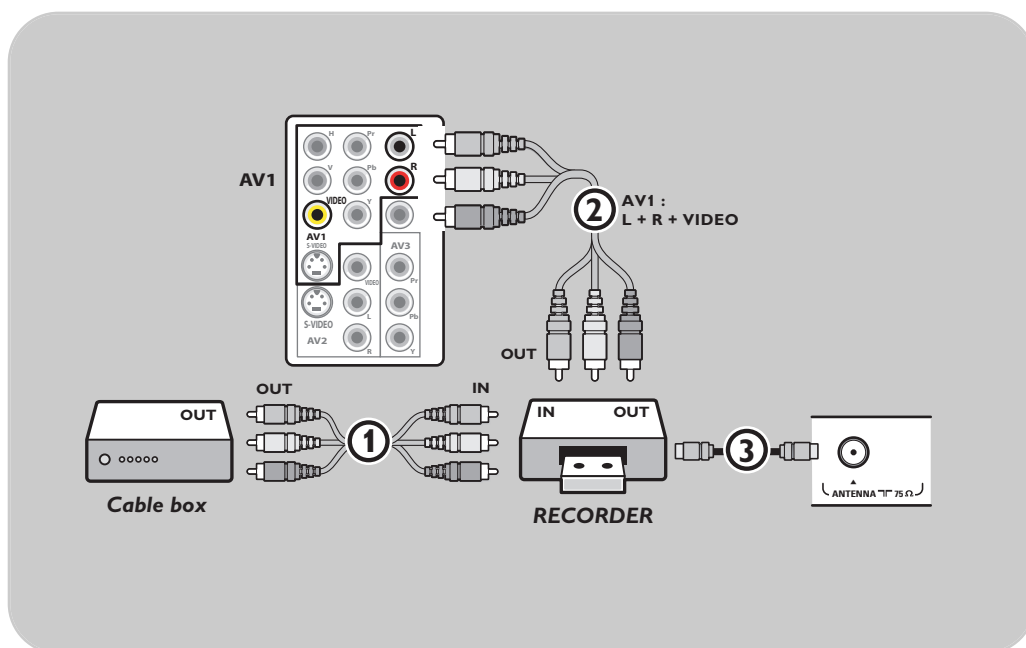 H Pr L
AV1
V Pb R
VIDEO Y
AV1
S-VIDEO
AV3
VIDEO Pr
S-VIDEO
L Pb
AV2
R Y
2
AV1 :
L + R + VIDEO
OUT
OUT IN
OUT
1
IN OUT
3
ANTENNA 75 Ω
Cable box
RECORDER